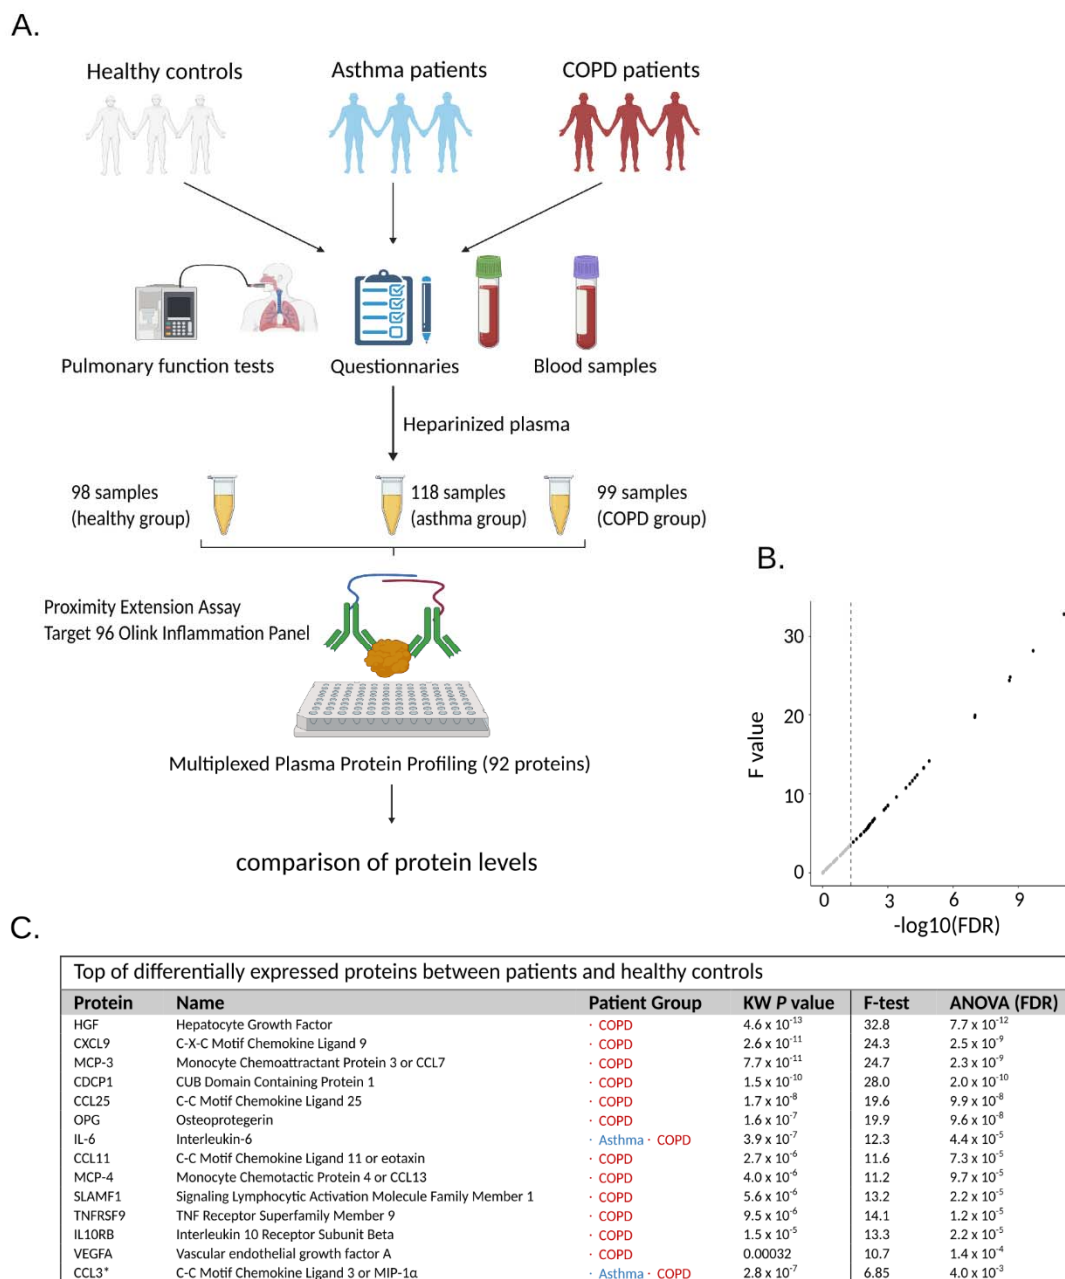 A.
Healthy controls
Asthma patients
COPD patients
Pulmonary function tests
Questionnaries
Blood samples
Heparinized plasma
98 samples
(healthy group)
118 samples
(asthma group)
99 samples
(COPD group)
Proximity Extension Assay
Target 96 Olink Inflammation Panel
Multiplexed Plasma Protein Profiling (92 proteins)
comparison of protein levels
B.
F value
30
20
10
0
0 3 6 9
-log10(FDR)
C.
Top of differentially expressed proteins between patients and healthy controls
Protein Name Patient Group KW P value F-test ANOVA (FDR)
HGF Hepatocyte Growth Factor · COPD 4.6 x 10⁻¹³ 32.8 7.7 x 10⁻¹²
CXCL9 C-X-C Motif Chemokine Ligand 9 · COPD 2.6 x 10⁻¹¹ 24.3 2.5 x 10⁻⁹
MCP-3 Monocyte Chemoattractant Protein 3 or CCL7 · COPD 7.7 x 10⁻¹¹ 24.7 2.3 x 10⁻⁹
CDCP1 CUB Domain Containing Protein 1 · COPD 1.5 x 10⁻¹⁰ 28.0 2.0 x 10⁻¹⁰
CCL25 C-C Motif Chemokine Ligand 25 · COPD 1.7 x 10⁻⁸ 19.6 9.9 x 10⁻⁸
OPG Osteoprotegerin · COPD 1.6 x 10⁻⁷ 19.9 9.6 x 10⁻⁸
IL-6 Interleukin-6 · Asthma · COPD 3.9 x 10⁻⁷ 12.3 4.4 x 10⁻⁵
CCL11 C-C Motif Chemokine Ligand 11 or eotaxin · COPD 2.7 x 10⁻⁶ 11.6 7.3 x 10⁻⁵
MCP-4 Monocyte Chemotactic Protein 4 or CCL13 · COPD 4.0 x 10⁻⁶ 11.2 9.7 x 10⁻⁵
SLAMF1 Signaling Lymphocytic Activation Molecule Family Member 1 · COPD 5.6 x 10⁻⁶ 13.2 2.2 x 10⁻⁵
TNFRSF9 TNF Receptor Superfamily Member 9 · COPD 9.5 x 10⁻⁶ 14.1 1.2 x 10⁻⁵
IL10RB Interleukin 10 Receptor Subunit Beta · COPD 1.5 x 10⁻⁵ 13.3 2.2 x 10⁻⁵
VEGFA Vascular endothelial growth factor A · COPD 0.00032 10.7 1.4 x 10⁻⁴
CCL3* C-C Motif Chemokine Ligand 3 or MIP-1α · Asthma · COPD 2.8 x 10⁻⁷ 6.85 4.0 x 10⁻³